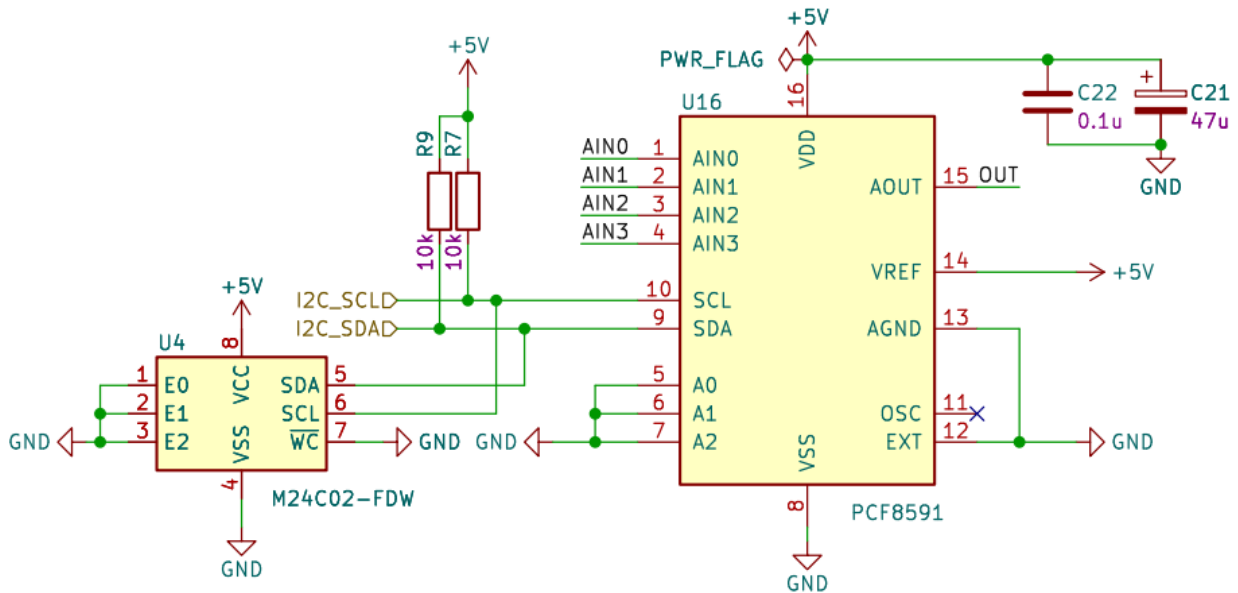 +5V
PWR_FLAG
16
+
C22
0.1u
C21
47u
GND
+5V
R9
R7
10k
10k
U16
VDD
AIN0
1
AIN0
AIN1
2
AIN1
AIN2
3
AIN2
AIN3
4
AIN3
AOUT
15
OUT
VREF
14
+5V
I2C_SCL
10
SCL
I2C_SDA
9
SDA
AGND
13
5
A0
6
A1
7
A2
GND
OSC
11
EXT
12
GND
VSS
8
PCF8591
GND
+5V
U4
8
VCC
1
E0
2
E1
3
E2
GND
SDA
5
SCL
6
WC
7
GND
VSS
4
M24C02-FDW
GND